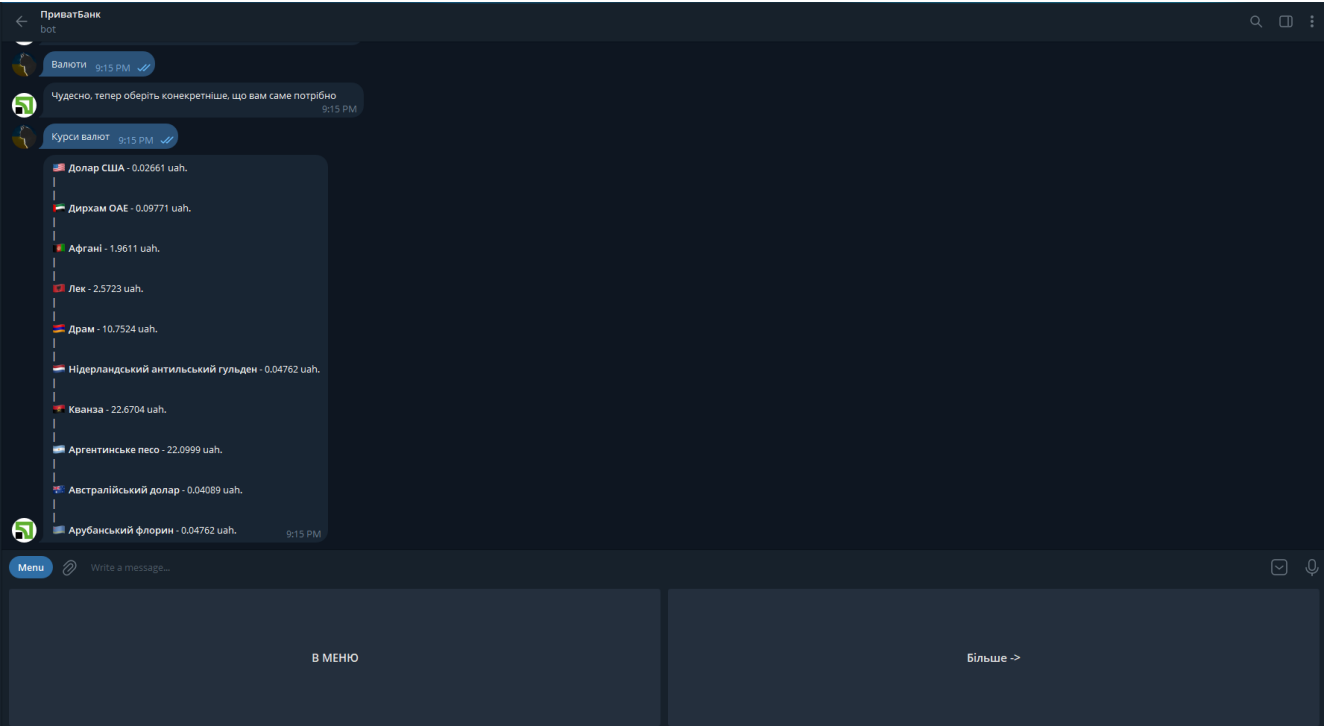 ПриватБанк
bot
Валюти 9:15 PM
Чудесно, тепер оберіть конекретніше, що вам саме потрібно
9:15 PM
Курси валют 9:15 PM
Долар США - 0.02661 uah.
|
|
Дирхам ОАЕ - 0.09771 uah.
|
|
Афгані - 1.9611 uah.
|
|
Лек - 2.5723 uah.
|
|
Драм - 10.7524 uah.
|
|
Нідерландський антильський гульден - 0.04762 uah.
|
|
Кванза - 22.6704 uah.
|
|
Аргентинське песо - 22.0999 uah.
|
|
Австралійський долар - 0.04089 uah.
|
|
Арубанський флорин - 0.04762 uah. 9:15 PM
Menu Write a message...
В МЕНЮ Більше ->